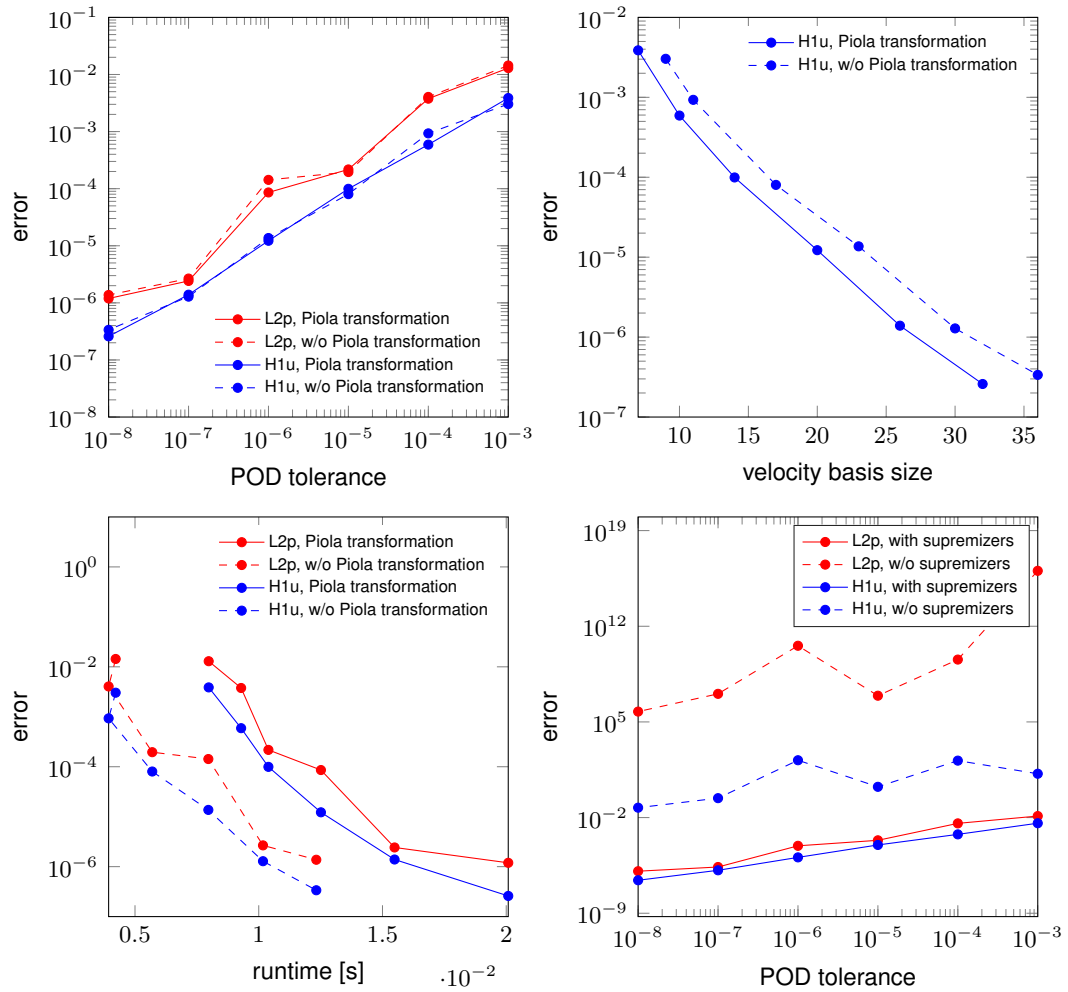 10^{-1}
10^{-2}
10^{-3}
10^{-4}
10^{-5}
10^{-6}
10^{-7}
10^{-8}
error
L2p, Piola transformation
L2p, w/o Piola transformation
H1u, Piola transformation
H1u, w/o Piola transformation
10^{-8} 10^{-7} 10^{-6} 10^{-5} 10^{-4} 10^{-3}
POD tolerance
10^{-2}
10^{-3}
10^{-4}
10^{-5}
10^{-6}
10^{-7}
error
H1u, Piola transformation
H1u, w/o Piola transformation
10 15 20 25 30 35
velocity basis size
10^{0}
10^{-2}
10^{-4}
10^{-6}
error
L2p, Piola transformation
L2p, w/o Piola transformation
H1u, Piola transformation
H1u, w/o Piola transformation
0.5 1 1.5 2
runtime [s]
·10^{-2}
10^{19}
10^{12}
10^{5}
10^{-2}
10^{-9}
error
L2p, with supremizers
L2p, w/o supremizers
H1u, with supremizers
H1u, w/o supremizers
10^{-8} 10^{-7} 10^{-6} 10^{-5} 10^{-4} 10^{-3}
POD tolerance